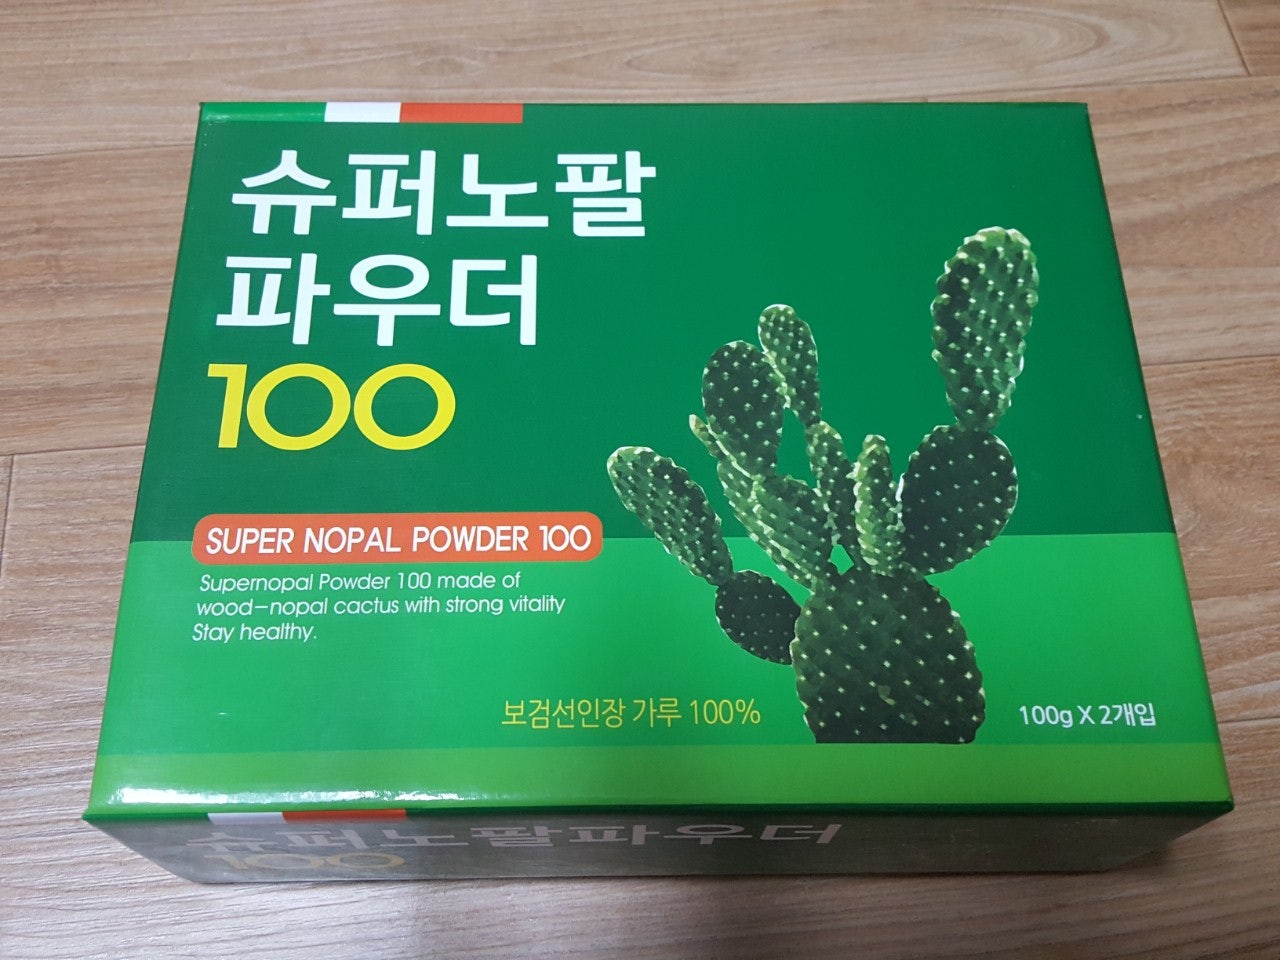 슈퍼노팔
파우더
100
SUPER NOPAL POWDER 100
Supernopal Powder 100 made of
wood-nopal cactus with strong vitality
Stay healthy.
보검선인장 가루 100%
100g X 2개입
슈퍼노팔파우더
100